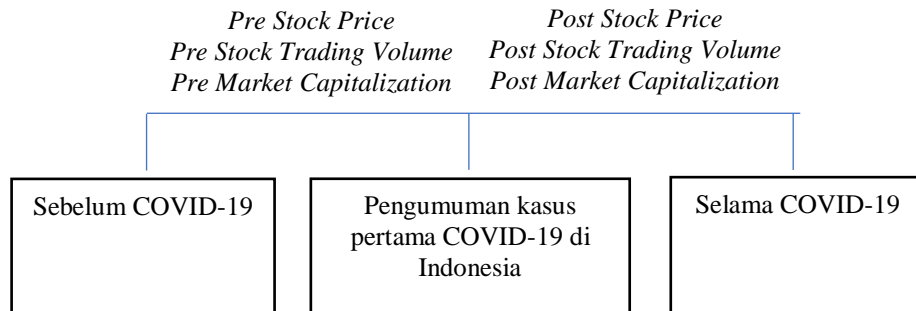 Pre Stock Price
Pre Stock Trading Volume
Pre Market Capitalization
Post Stock Price
Post Stock Trading Volume
Post Market Capitalization
Sebelum COVID-19
Pengumuman kasus
pertama COVID-19 di
Indonesia
Selama COVID-19